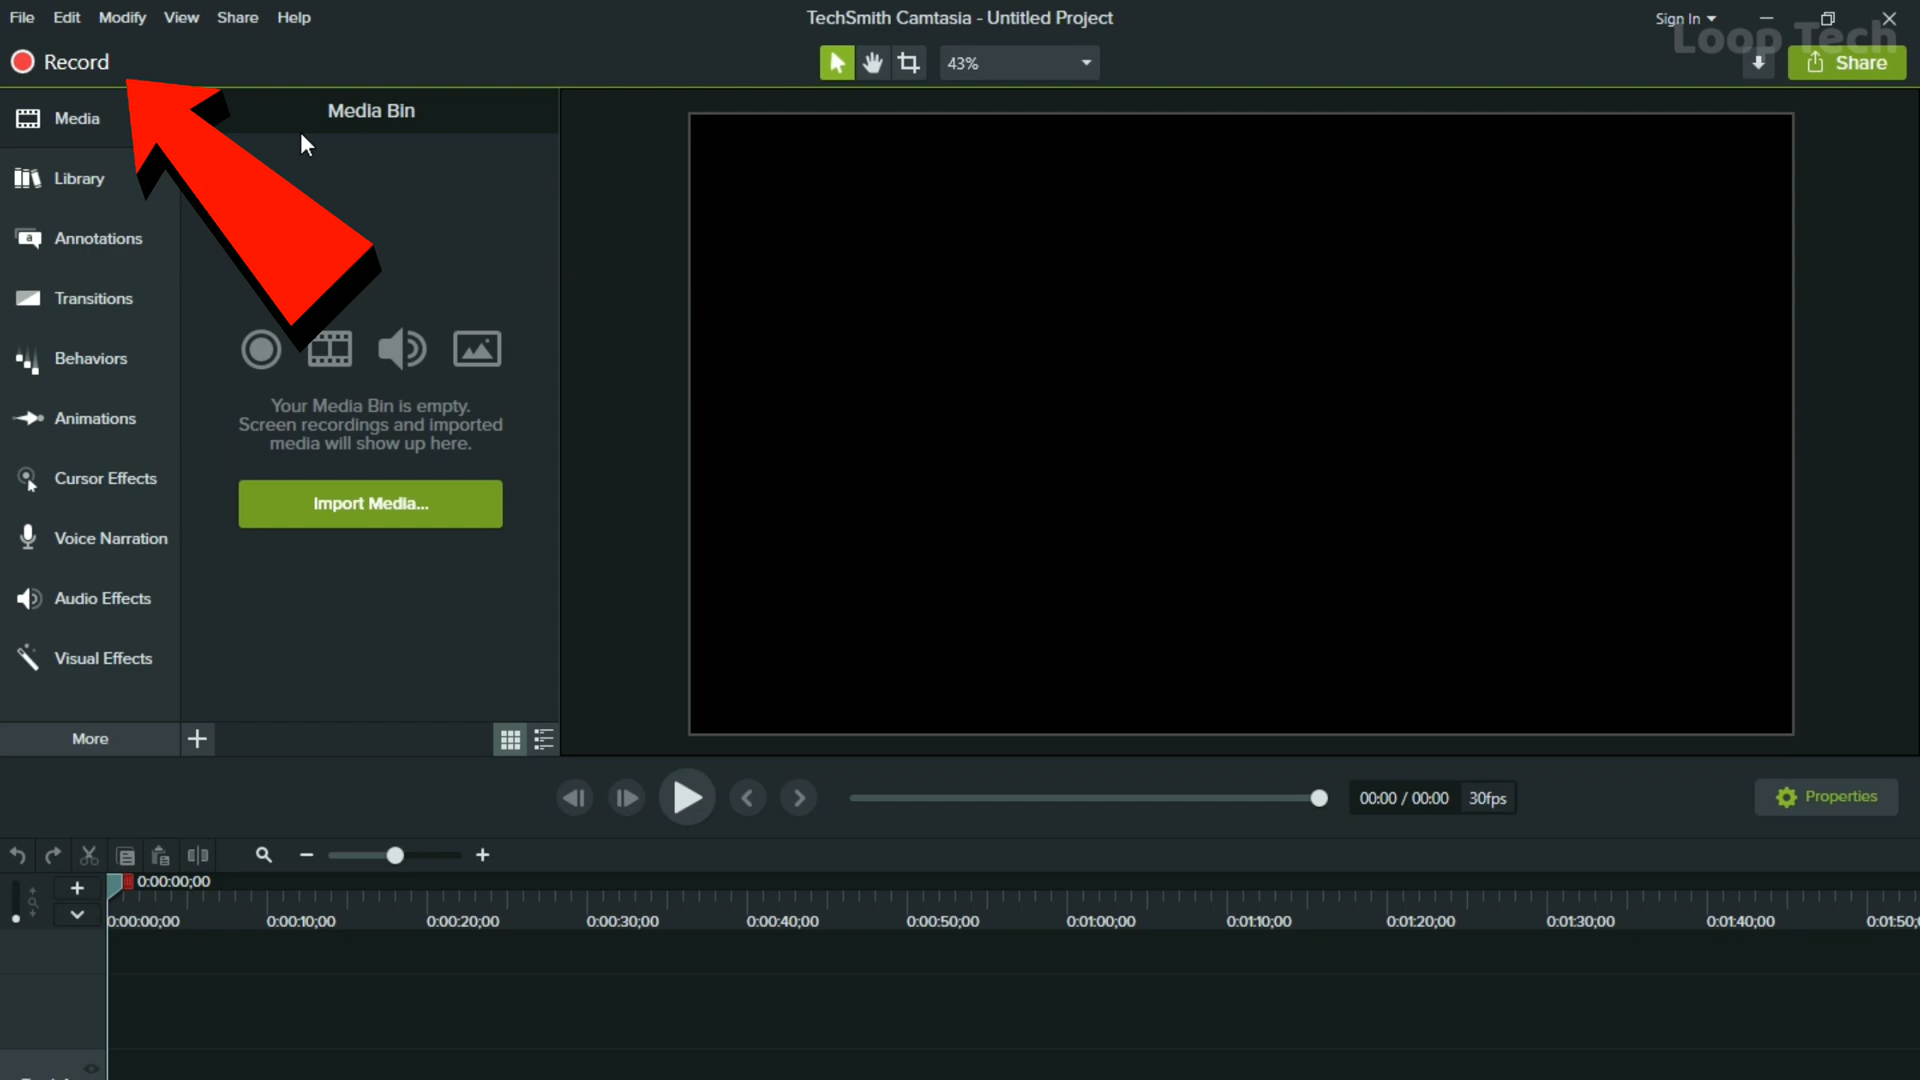 File Edit Modify View Share Help
TechSmith Camtasia - Untitled Project
Sign In
Loop Tech
Record
43%
Share
Media
Media Bin
Library
Annotations
Transitions
Behaviors
Animations
Your Media Bin is empty.
Screen recordings and imported
media will show up here.
Cursor Effects
Import Media...
Voice Narration
Audio Effects
Visual Effects
More
00:00 / 00:00
30fps
Properties
0:00:00;00
0:00:00;00 0:00:10;00 0:00:20;00 0:00:30;00 0:00:40;00 0:00:50;00 0:01:00;00 0:01:10;00 0:01:20;00 0:01:30;00 0:01:40;00 0:01:50;